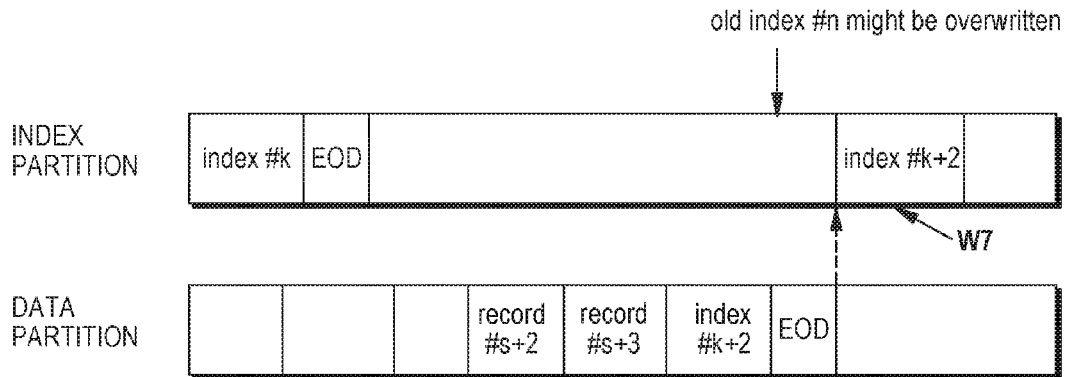 old index #n might be overwritten
INDEX
PARTITION
index #k
EOD
index #k+2
W7
DATA
PARTITION
record
#s+2
record
#s+3
index
#k+2
EOD